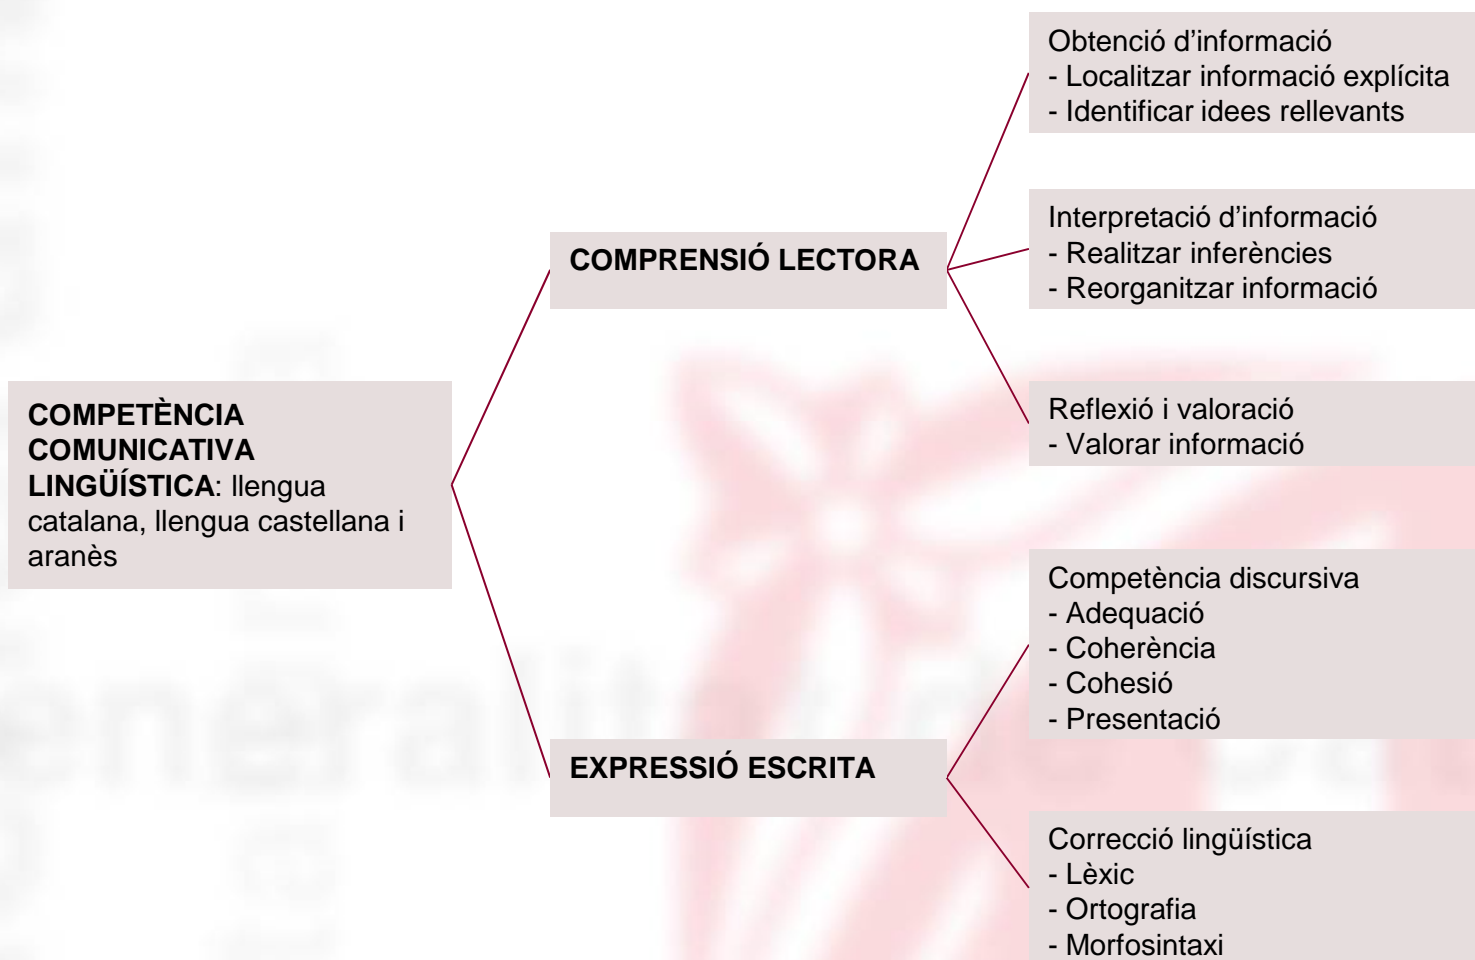 COMPETÈNCIA
COMUNICATIVA
LINGÜÍSTICA: llengua
catalana, llengua castellana i
aranès
COMPRENSIÓ LECTORA
Obtenció d’informació
- Localitzar informació explícita
- Identificar idees rellevants
Interpretació d’informació
- Realitzar inferències
- Reorganitzar informació
Reflexió i valoració
- Valorar informació
EXPRESSIÓ ESCRITA
Competència discursiva
- Adequació
- Coherència
- Cohesió
- Presentació
Correcció lingüística
- Lèxic
- Ortografia
- Morfosintaxi